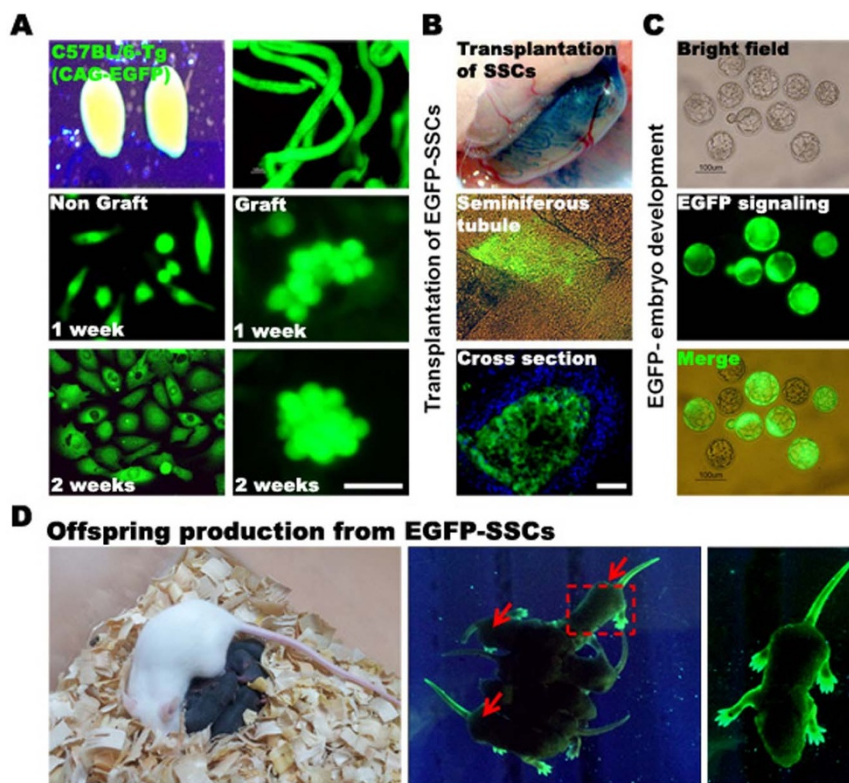 A
C57BL/6-Tg
(CAG-EGFP)
Non Graft
1 week
Graft
1 week
2 weeks
2 weeks
Transplantation of EGFP-SSCs
B
Transplantation
of SSCs
Seminiferous
tubule
Cross section
EGFP- embryo development
C
Bright field
100um
EGFP signaling
Merge
100um
D
Offspring production from EGFP-SSCs